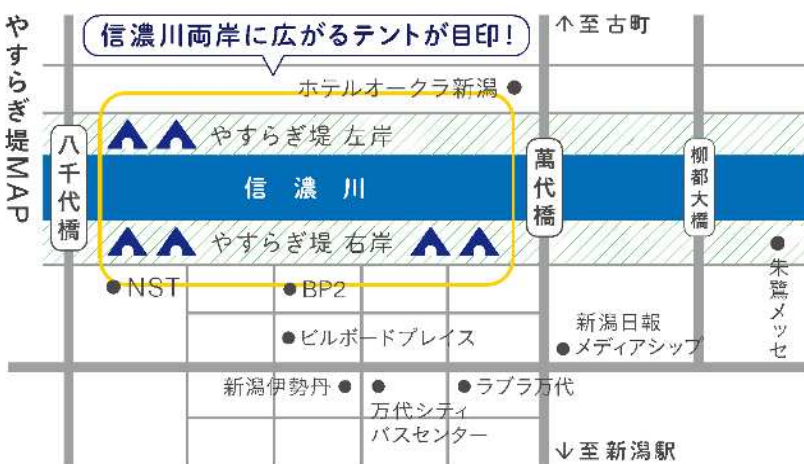 やすらぎ堤MAP
信濃川両岸に広がるテントが目印!
↑至古町
ホテルオークラ新潟
八千代橋
やすらぎ堤 左岸
萬代橋
柳都大橋
信濃川
やすらぎ堤 右岸
朱鷺メッセ
NST
BP2
ビルボードプレイス
新潟日報
メディアシップ
新潟伊勢丹
万代シティ
バスセンター
ラブラ万代
↓至新潟駅